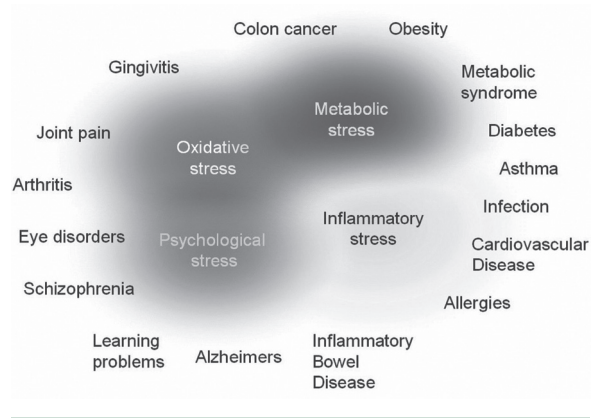 Colon cancer
Obesity
Gingivitis
Metabolic
syndrome
Metabolic
stress
Joint pain
Diabetes
Oxidative
stress
Asthma
Arthritis
Infection
Inflammatory
stress
Eye disorders
Psychological
stress
Cardiovascular
Disease
Schizophrenia
Allergies
Learning
problems
Alzheimers
Inflammatory
Bowel
Disease